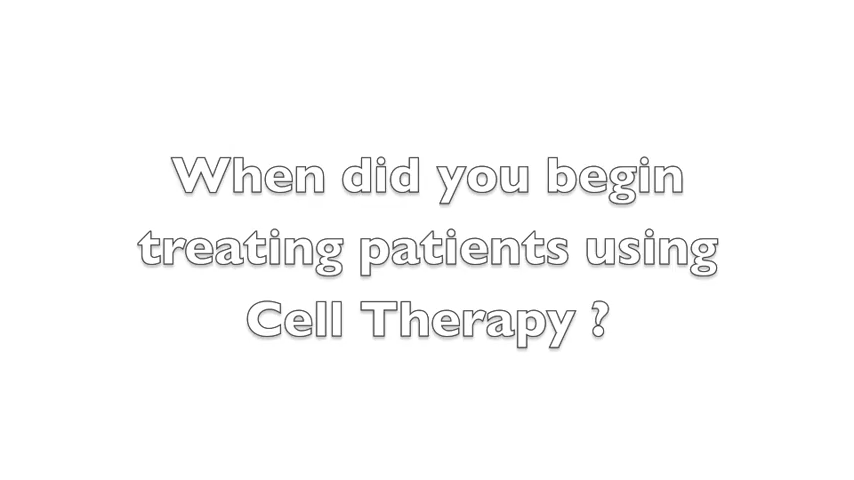 When did you begin
treating patients using
Cell Therapy ?